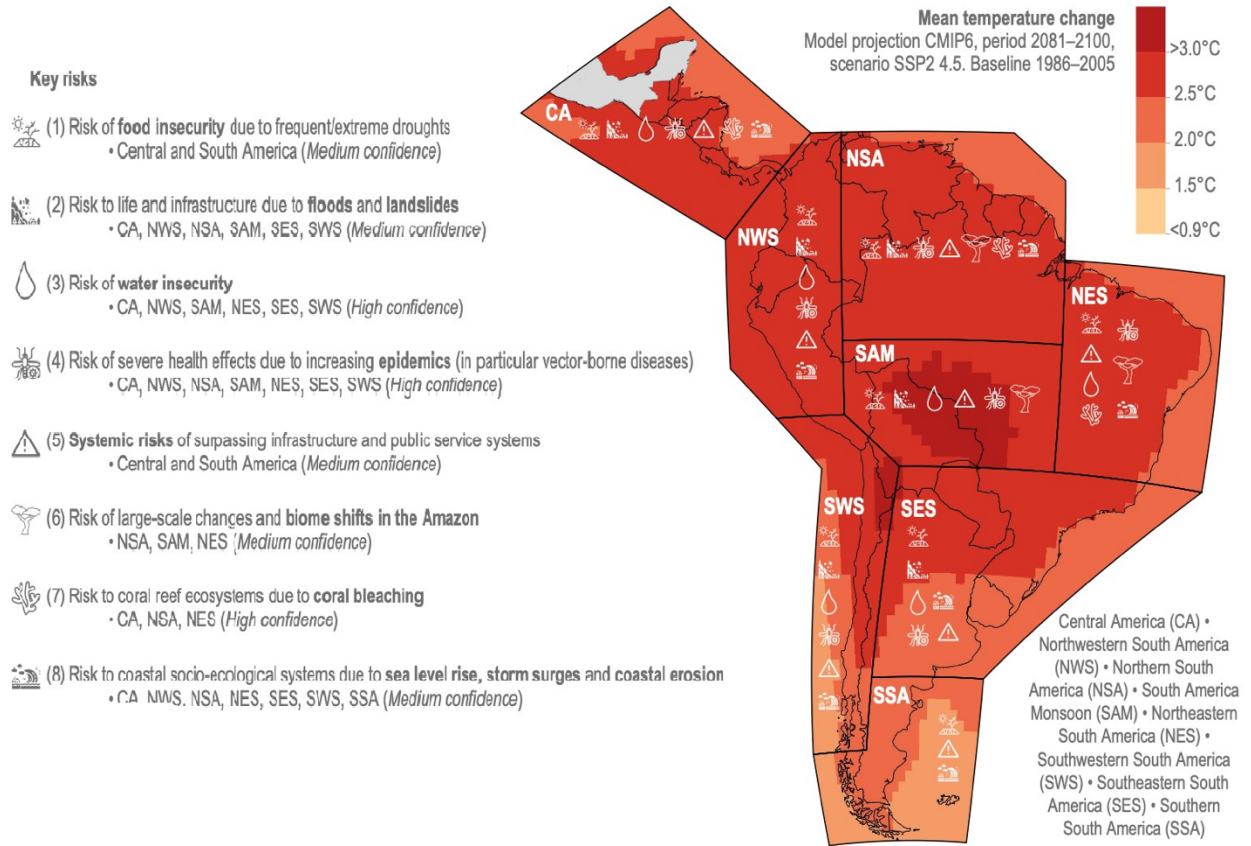 Key risks
(1) Risk of food insecurity due to frequent/extreme droughts
• Central and South America (Medium confidence)
(2) Risk to life and infrastructure due to floods and landslides
• CA, NWS, NSA, SAM, SES, SWS (Medium confidence)
(3) Risk of water insecurity
• CA, NWS, SAM, NES, SES, SWS (High confidence)
(4) Risk of severe health effects due to increasing epidemics (in particular vector-borne diseases)
• CA, NWS, NSA, SAM, NES, SES, SWS (High confidence)
(5) Systemic risks of surpassing infrastructure and public service systems
• Central and South America (Medium confidence)
(6) Risk of large-scale changes and biome shifts in the Amazon
• NSA, SAM, NES (Medium confidence)
(7) Risk to coral reef ecosystems due to coral bleaching
• CA, NSA, NES (High confidence)
(8) Risk to coastal socio-ecological systems due to sea level rise, storm surges and coastal erosion
• CA, NWS, NSA, NES, SES, SWS, SSA (Medium confidence)
Mean temperature change
Model projection CMIP6, period 2081–2100,
scenario SSP2 4.5. Baseline 1986–2005
>3.0°C
2.5°C
2.0°C
1.5°C
<0.9°C
CA
NSA
NWS
NES
SAM
SWS
SES
SSA
Central America (CA) •
Northwestern South America
(NWS) • Northern South
America (NSA) • South America
Monsoon (SAM) • Northeastern
South America (NES) •
Southwestern South America
(SWS) • Southeastern South
America (SES) • Southern
South America (SSA)